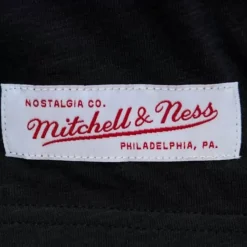 NOSTALGIA CO.
Mitchell & Ness
PHILADELPHIA, PA.